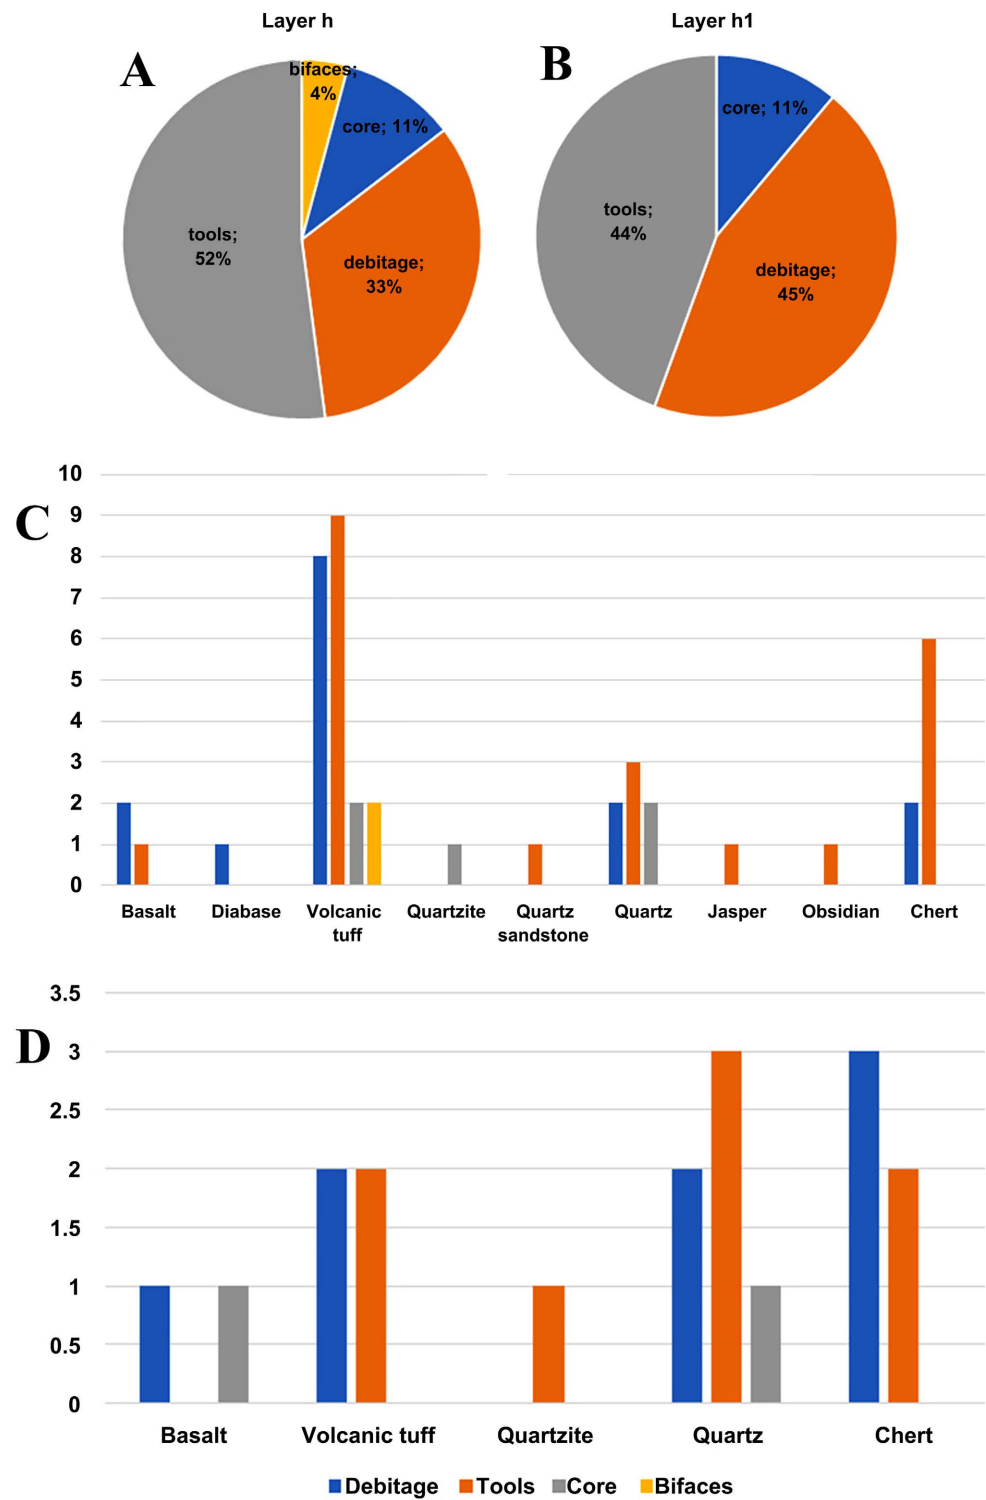 Layer h
Layer h1
A
B
bifaces;
4%
core; 11%
core; 11%
tools;
52%
debitage;
33%
tools;
44%
debitage;
45%
C
10
9
8
7
6
5
4
3
2
1
0
Basalt
Diabase
Volcanic
tuff
Quartzite
Quartz
sandstone
Quartz
Jasper
Obsidian
Chert
D
3.5
3
2.5
2
1.5
1
0.5
0
Basalt
Volcanic tuff
Quartzite
Quartz
Chert
Debitage
Tools
Core
Bifaces